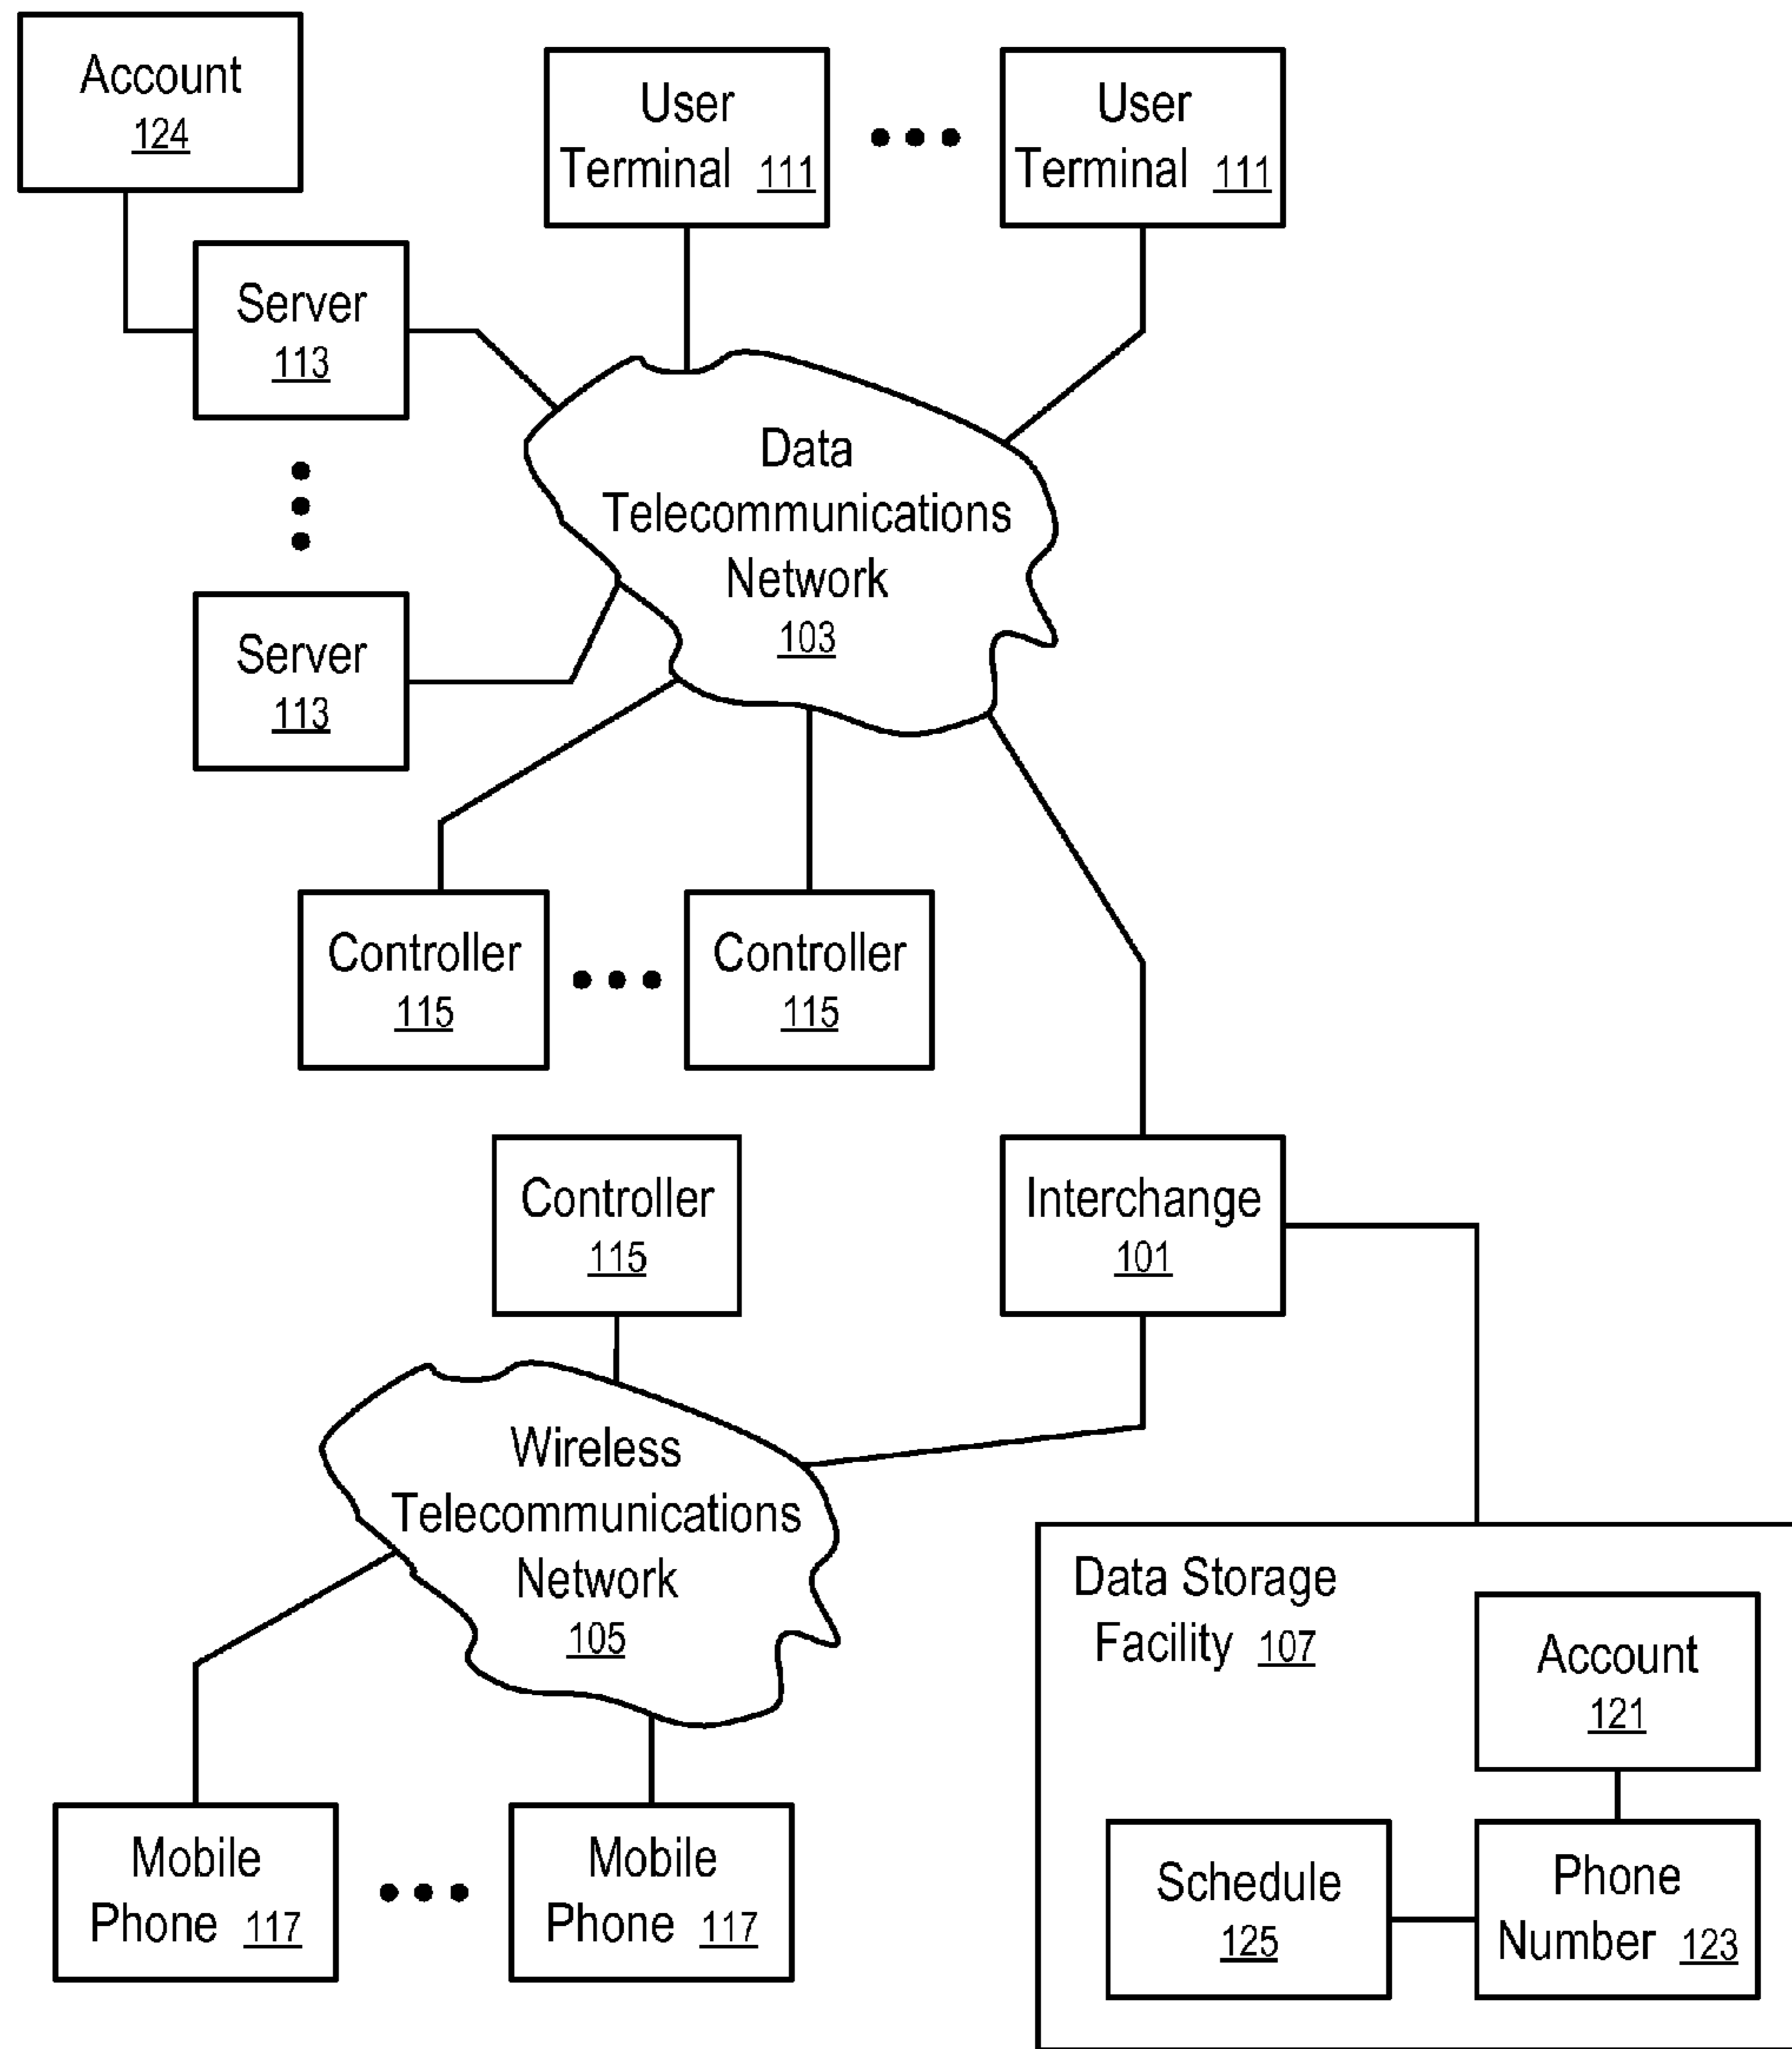 Account
124
User
Terminal 111
User
Terminal 111
Server
113
Data
Telecommunications
Network
103
Server
113
Controller
115
Controller
115
Controller
115
Interchange
101
Wireless
Telecommunications
Network
105
Data Storage
Facility 107
Account
121
Mobile
Phone 117
Mobile
Phone 117
Schedule
125
Phone
Number 123